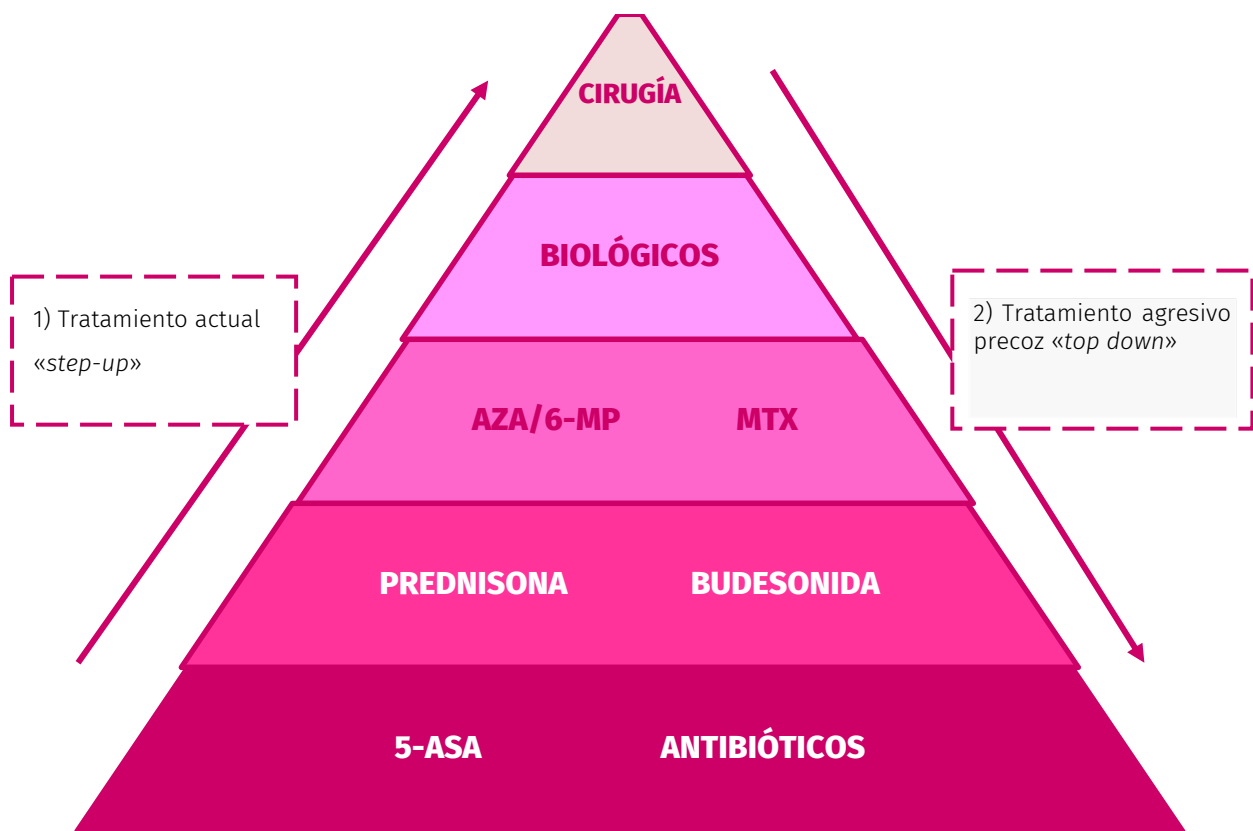 CIRUGÍA
BIOLÓGICOS
1) Tratamiento actual
«step-up»
2) Tratamiento agresivo
precoz «top down»
AZA/6-MP MTX
PREDNISONA BUDESONIDA
5-ASA ANTIBIÓTICOS